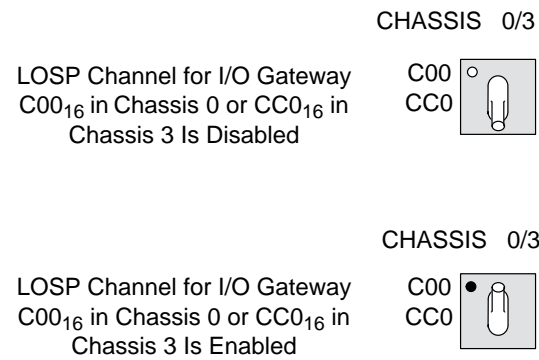 CHASSIS 0/3
LOSP Channel for I/O Gateway
C00₁₆ in Chassis 0 or CC0₁₆ in
Chassis 3 Is Disabled
C00
CC0
CHASSIS 0/3
LOSP Channel for I/O Gateway
C00₁₆ in Chassis 0 or CC0₁₆ in
Chassis 3 Is Enabled
C00
CC0